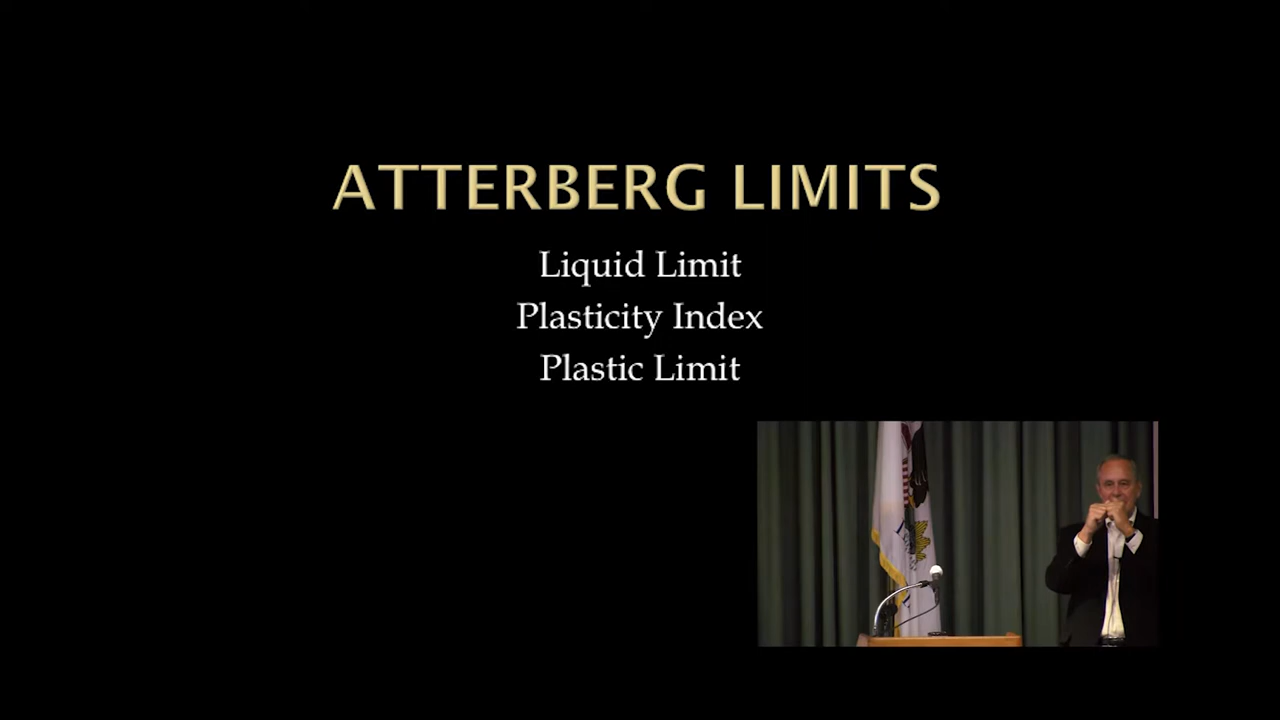 ATTERBERG LIMITS
Liquid Limit
Plasticity Index
Plastic Limit